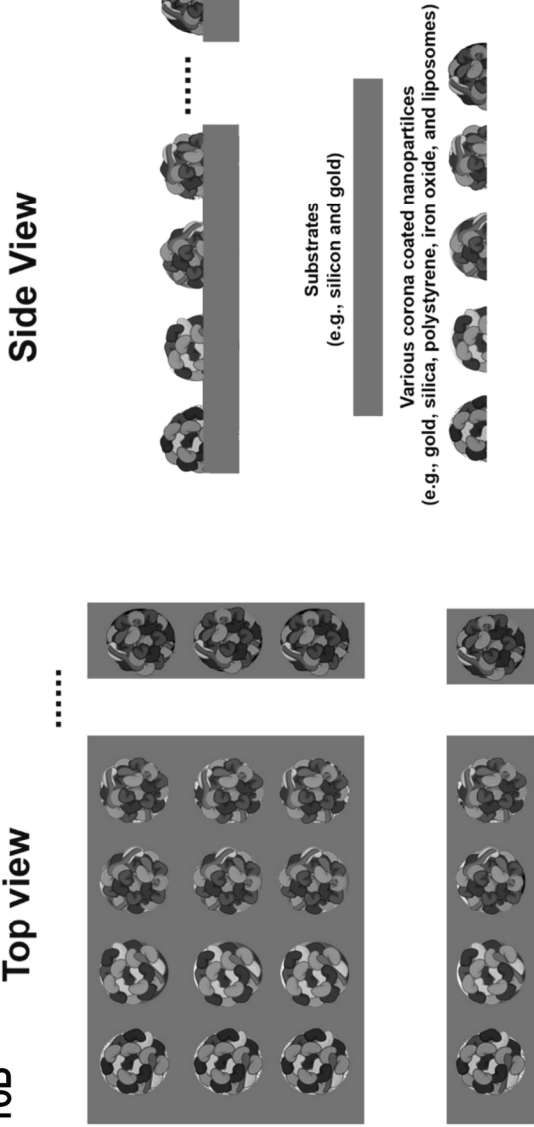 Top view
Side View
Substrates
(e.g., silicon and gold)
Various corona coated nanopartilces
(e.g., gold, silica, polystyrene, iron oxide, and liposomes)